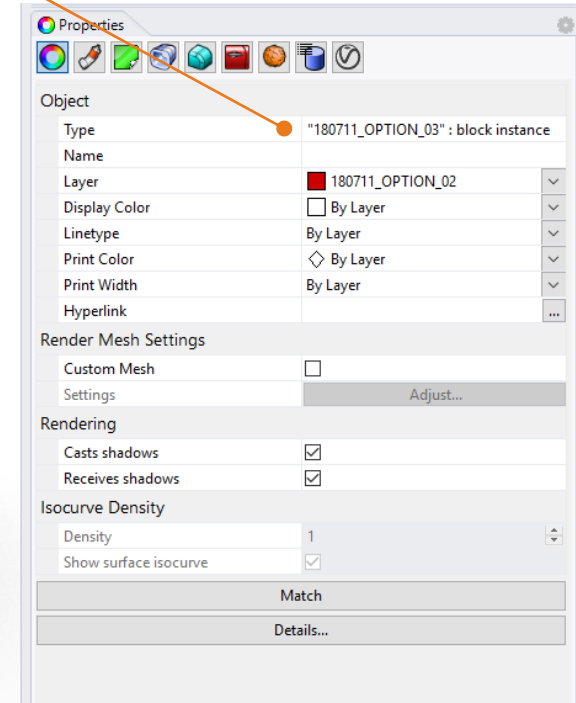 Properties
Object
Type "180711_OPTION_03" : block instance
Name
Layer 180711_OPTION_02
Display Color By Layer
Linetype By Layer
Print Color By Layer
Print Width By Layer
Hyperlink ...
Render Mesh Settings
Custom Mesh
Settings Adjust...
Rendering
Casts shadows
Receives shadows
Isocurve Density
Density 1
Show surface isocurve
Match
Details...